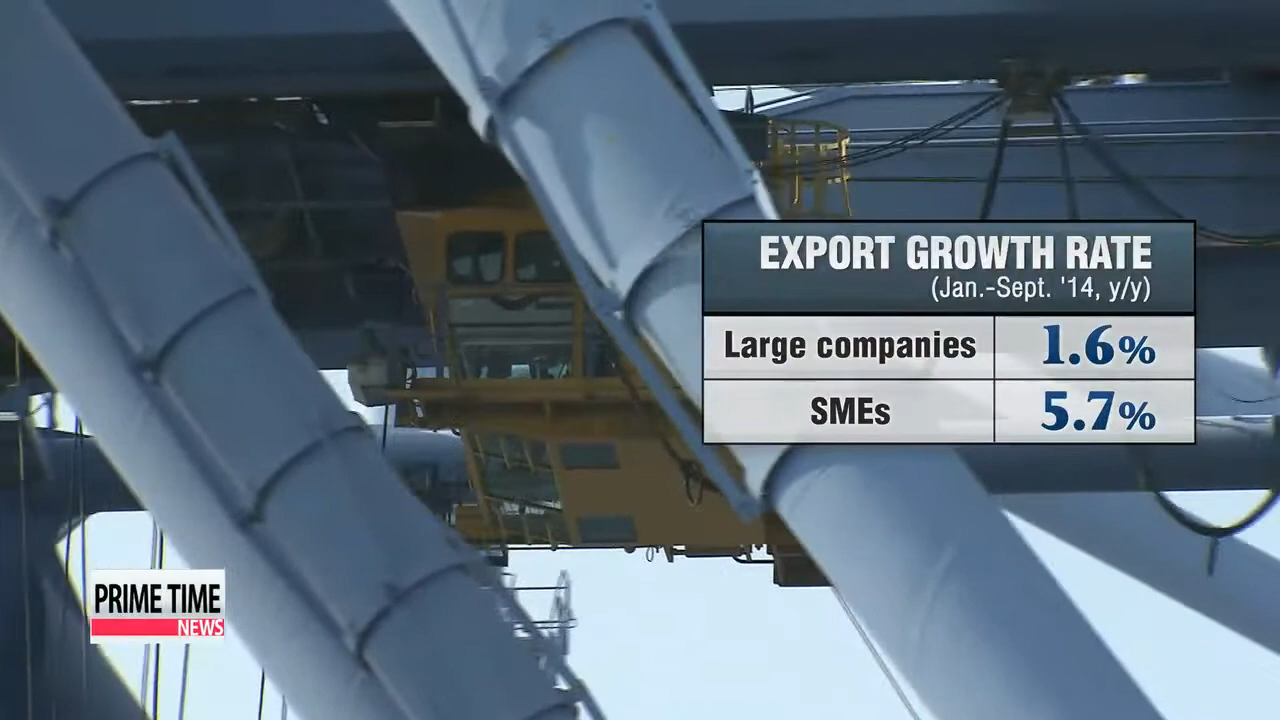 EXPORT GROWTH RATE
(Jan.-Sept. '14, y/y)
Large companies 1.6%
SMEs 5.7%
PRIME TIME
NEWS